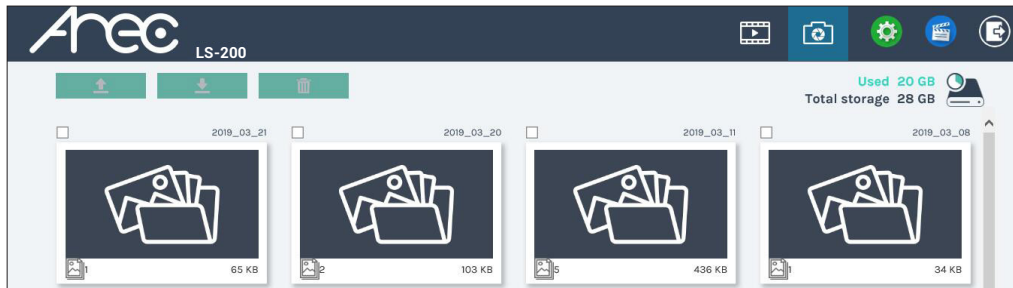 Arec
LS-200
Used 20 GB
Total storage 28 GB
2019_03_21
2019_03_20
2019_03_11
2019_03_08
1
65 KB
2
103 KB
5
436 KB
1
34 KB